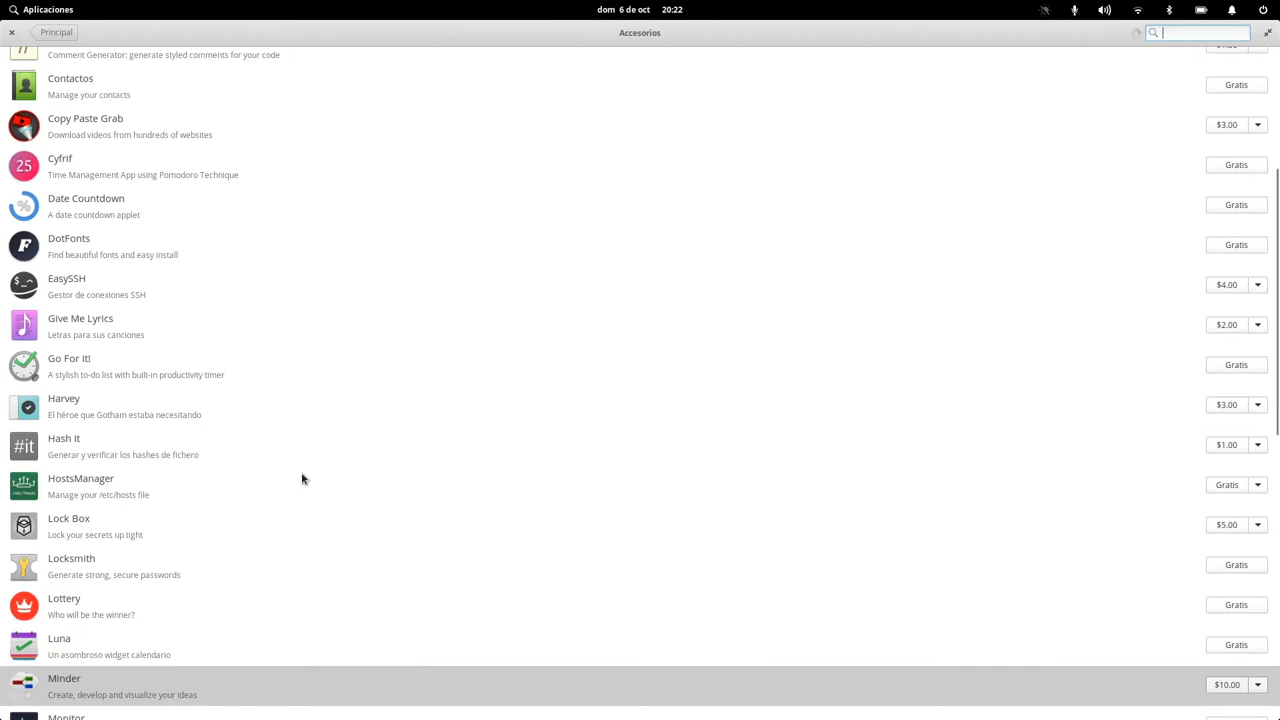 Aplicaciones
dom 6 de oct 20:22
Principal
Accesorios
Comment Generator: generate styled comments for your code
Contactos
Manage your contacts
Gratis
Copy Paste Grab
Download videos from hundreds of websites
$3.00
25
Cyfrif
Time Management App using Pomodoro Technique
Gratis
%
Date Countdown
A date countdown applet
Gratis
F
DotFonts
Find beautiful fonts and easy install
Gratis
$_~
EasySSH
Gestor de conexiones SSH
$4.00
Give Me Lyrics
Letras para sus canciones
$2.00
Go For It!
A stylish to-do list with built-in productivity timer
Gratis
Harvey
El héroe que Gotham estaba necesitando
$3.00
#it
Hash It
Generar y verificar los hashes de fichero
$1.00
/etc/hosts
HostsManager
Manage your /etc/hosts file
Gratis
Lock Box
Lock your secrets up tight
$5.00
Locksmith
Generate strong, secure passwords
Gratis
Lottery
Who will be the winner?
Gratis
Luna
Un asombroso widget calendario
Gratis
Minder
Create, develop and visualize your ideas
$10.00
Monitor